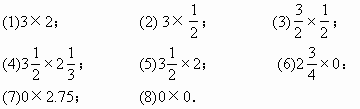 (1)3×2; (2) 3×1/2; (3)3/2×1/2;
(4)3 1/2×2 1/3; (5)3 1/2×2; (6)2 3/4×0:
(7)0×2.75; (8)0×0.